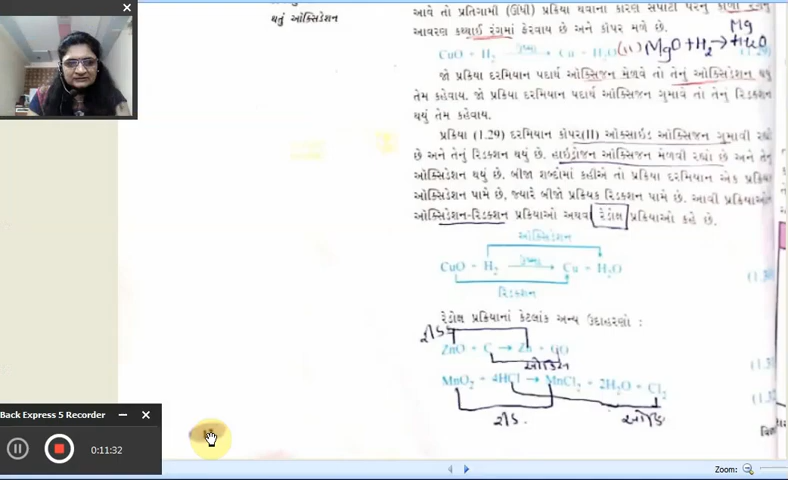 થતું ઑક્સિડેશન
આવે તો પ્રતિગામી (ઊંધી) પ્રક્રિયા થવાના કારણે સપાટી પરનું કાળા રંગનું
આવરણ કથ્થાઈ રંગમાં ફેરવાય છે અને કૉપર મળે છે.
Mg
CuO + H₂ → Cu + H₂O (ii) MgO + H₂ → H₂O
જો પ્રક્રિયા દરમિયાન પદાર્થ ઑક્સિજન મેળવે તો તેનું ઑક્સિડેશન થયું
તેમ કહેવાય. જો પ્રક્રિયા દરમિયાન પદાર્થ ઑક્સિજન ગુમાવે તો તેનું રિડક્શન
થયું તેમ કહેવાય.
પ્રક્રિયા (1.29) દરમિયાન કૉપર(II) ઑક્સાઇડ ઑક્સિજન ગુમાવી રહ્યો
છે અને તેનું રિડક્શન થયું છે. હાઇડ્રોજન ઑક્સિજન મેળવી રહ્યો છે અને તેનું
ઑક્સિડેશન થયું છે. બીજા શબ્દોમાં કહીએ તો પ્રક્રિયા દરમિયાન એક પ્રક્રિયક
ઑક્સિડેશન પામે છે, જ્યારે બીજો પ્રક્રિયક રિડક્શન પામે છે. આવી પ્રક્રિયાઓને
ઑક્સિડેશન-રિડક્શન પ્રક્રિયાઓ અથવા રેડોક્ષ પ્રક્રિયાઓ કહે છે.
ઑક્સિડેશન
CuO + H₂ ઉષ્મા → Cu + H₂O
રિડક્શન
રેડોક્ષ પ્રક્રિયાનાં કેટલાંક અન્ય ઉદાહરણો :
રીડ
ZnO + C → Zn + CO
ઓક્સિ
MnO₂ + 4HCl → MnCl₂ + 2H₂O + Cl₂
રીડ. ઓક્સિ
Back Express 5 Recorder
0:11:32
Zoom: